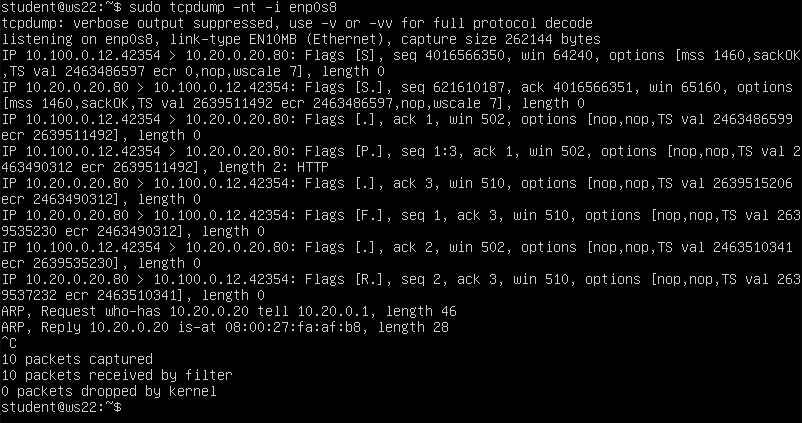 student@ws22:~$ sudo tcpdump -nt -i enp0s8
tcpdump: verbose output suppressed, use -v or -vv for full protocol decode
listening on enp0s8, link-type EN10MB (Ethernet), capture size 262144 bytes
IP 10.100.0.12.42354 > 10.20.0.20.80: Flags [S], seq 4016566350, win 64240, options [mss 1460,sackOK
,TS val 2463486597 ecr 0,nop,wscale 7], length 0
IP 10.20.0.20.80 > 10.100.0.12.42354: Flags [S.], seq 621610187, ack 4016566351, win 65160, options
[mss 1460,sackOK,TS val 2639511492 ecr 2463486597,nop,wscale 7], length 0
IP 10.100.0.12.42354 > 10.20.0.20.80: Flags [.], ack 1, win 502, options [nop,nop,TS val 2463486599
ecr 2639511492], length 0
IP 10.100.0.12.42354 > 10.20.0.20.80: Flags [P.], seq 1:3, ack 1, win 502, options [nop,nop,TS val 2
463490312 ecr 2639511492], length 2: HTTP
IP 10.20.0.20.80 > 10.100.0.12.42354: Flags [.], ack 3, win 510, options [nop,nop,TS val 2639515206
ecr 2463490312], length 0
IP 10.20.0.20.80 > 10.100.0.12.42354: Flags [F.], seq 1, ack 3, win 510, options [nop,nop,TS val 263
9535230 ecr 2463490312], length 0
IP 10.100.0.12.42354 > 10.20.0.20.80: Flags [.], ack 2, win 502, options [nop,nop,TS val 2463510341
ecr 2639535230], length 0
IP 10.20.0.20.80 > 10.100.0.12.42354: Flags [R.], seq 2, ack 3, win 510, options [nop,nop,TS val 263
9537232 ecr 2463510341], length 0
ARP, Request who-has 10.20.0.20 tell 10.20.0.1, length 46
ARP, Reply 10.20.0.20 is-at 08:00:27:fa:af:b8, length 28
^C
10 packets captured
10 packets received by filter
0 packets dropped by kernel
student@ws22:~$